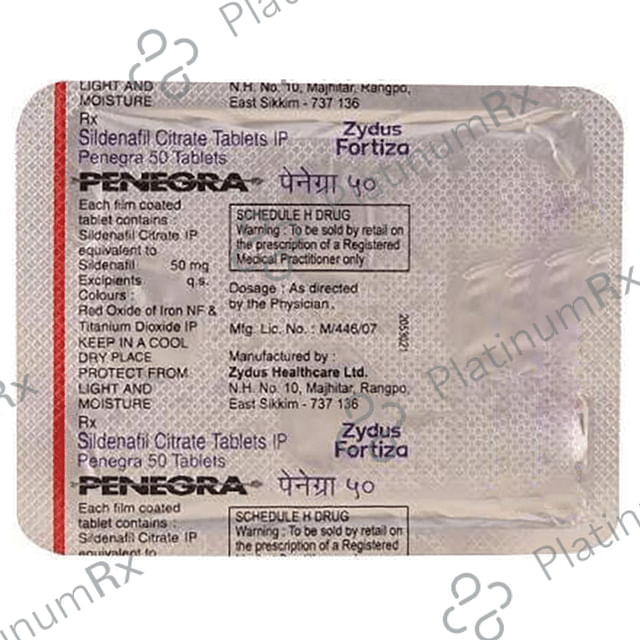 LIGHT AND
MOISTURE
N.H. No. 10, Majhitar, Rangpo,
East Sikkim - 737 136
Rx
Sildenafil Citrate Tablets IP
Penegra 50 Tablets
Zydus
Fortiza
PENEGRA
पेनेग्रा ५०
Each film coated
tablet contains :
Sildenafil Citrate IP
equivalent to
Sildenafil 50 mg
Excipients q.s.
Colours :
Red Oxide of Iron NF &
Titanium Dioxide IP
KEEP IN A COOL
DRY PLACE
PROTECT FROM
LIGHT AND
MOISTURE
SCHEDULE H DRUG
Warning : To be sold by retail on
the prescription of a Registered
Medical Practitioner only
Dosage : As directed
by the Physician.
Mfg. Lic. No. : M/446/07
Manufactured by :
Zydus Healthcare Ltd.
N.H. No. 10, Majhitar, Rangpo,
East Sikkim - 737 136
Rx
Sildenafil Citrate Tablets IP
Penegra 50 Tablets
Zydus
Fortiza
PENEGRA
पेनेग्रा ५०
Each film coated
tablet contains :
Sildenafil Citrate IP
equivalent to
SCHEDULE H DRUG
Warning : To be sold by retail on
the prescription of a Registered
PlatinumRx
PlatinumRx
PlatinumRx